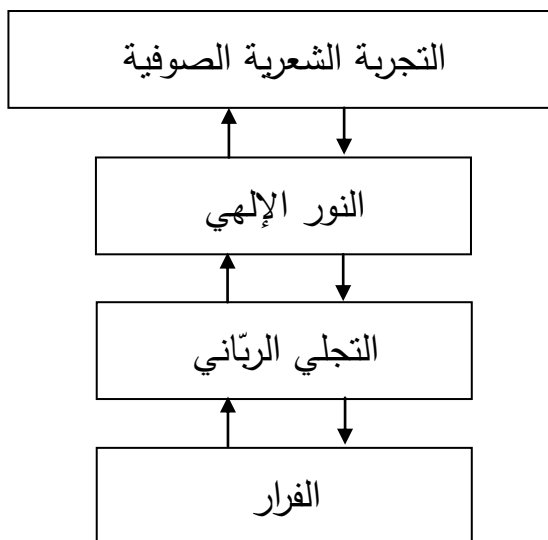 التجربة الشعرية الصوفية
النور الإلهي
التجلي الربّاني
الفرار